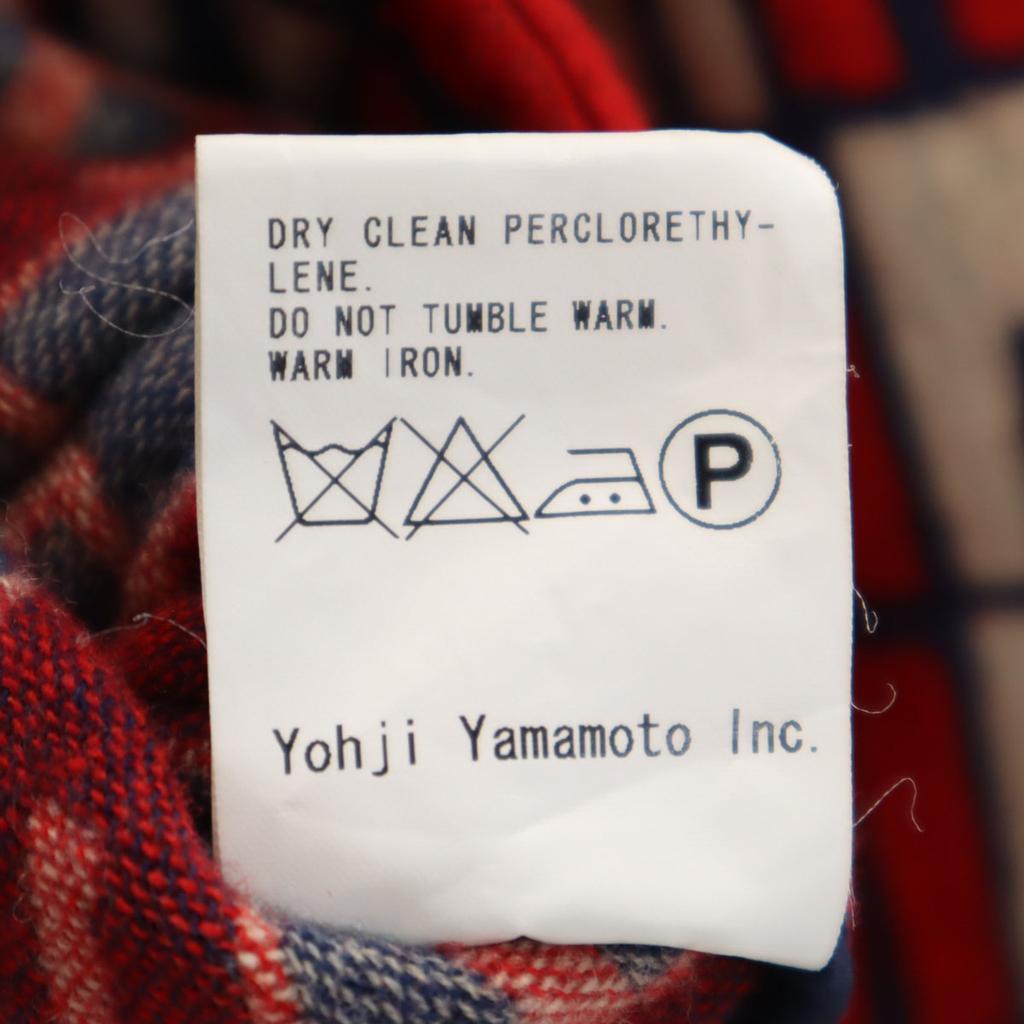 DRY CLEAN PERCLORETHY-
LENE.
DO NOT TUMBLE WARM.
WARM IRON.
P
Yohji Yamamoto Inc.